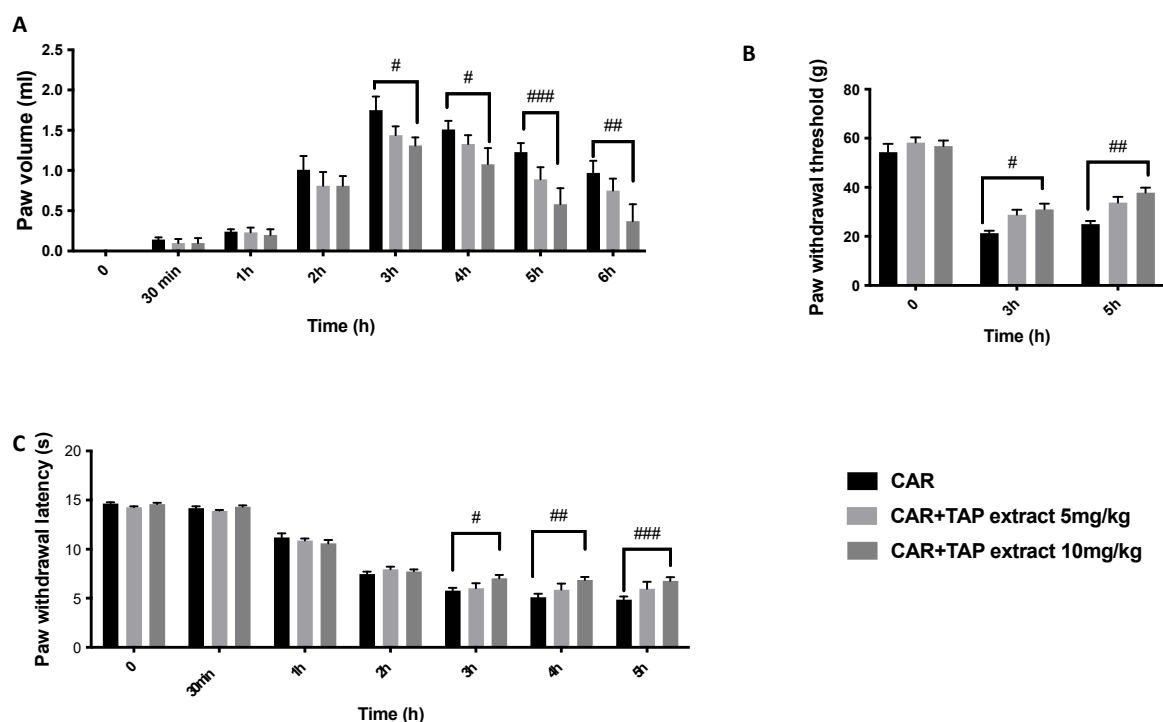 A
Paw volume (ml)
2.5
2.0
1.5
1.0
0.5
0.0
#
#
###
##
0
30 min
1h
2h
3h
4h
5h
6h
Time (h)
B
Paw withdrawal threshold (g)
80
60
40
20
0
#
##
0
3h
5h
Time (h)
C
Paw withdrawal latency (s)
20
15
10
5
0
#
##
###
0
30min
1h
2h
3h
4h
5h
Time (h)
CAR
CAR+TAP extract 5mg/kg
CAR+TAP extract 10mg/kg